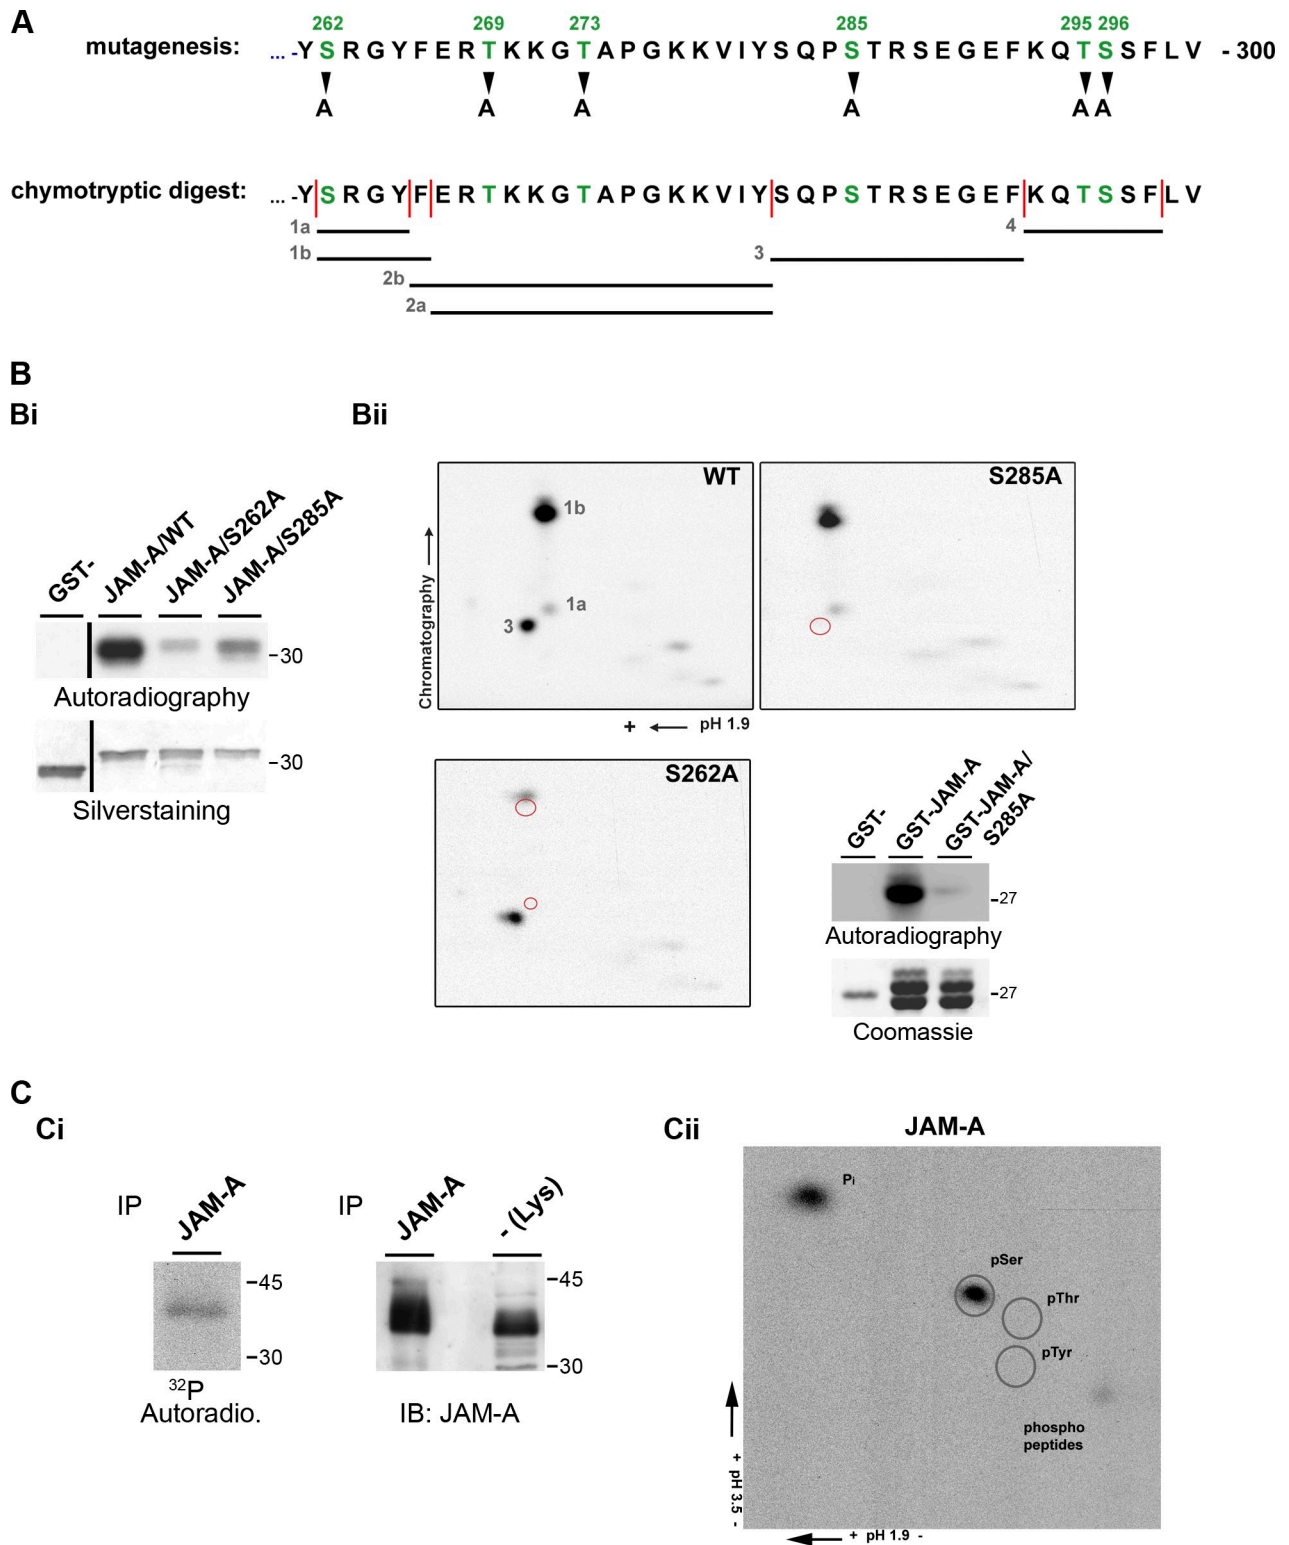 A
262 269 273 285 295 296
mutagenesis: ... -Y S R G Y F E R T K K G T A P G K K V I Y S Q P S T R S E G E F K Q T S S F L V - 300
A A A A A A
chymotryptic digest: ... -Y S R G Y F E R T K K G T A P G K K V I Y S Q P S T R S E G E F K Q T S S F L V
1a 4
1b 3
2b
2a
B
Bi
GST-
JAM-A/WT
JAM-A/S262A
JAM-A/S285A
-30
Autoradiography
-30
Silverstaining
Bii
WT
1b
1a
3
Chromatography
+ pH 1.9
S285A
S262A
GST-
GST-JAM-A
GST-JAM-A/
S285A
-27
Autoradiography
-27
Coomassie
C
Ci
IP
JAM-A
-45
-30
32P
Autoradio.
IP
JAM-A
- (Lys)
-45
-30
IB: JAM-A
Cii
JAM-A
Pi
pSer
pThr
pTyr
phospho
peptides
+ pH 3.5 -
+ pH 1.9 -